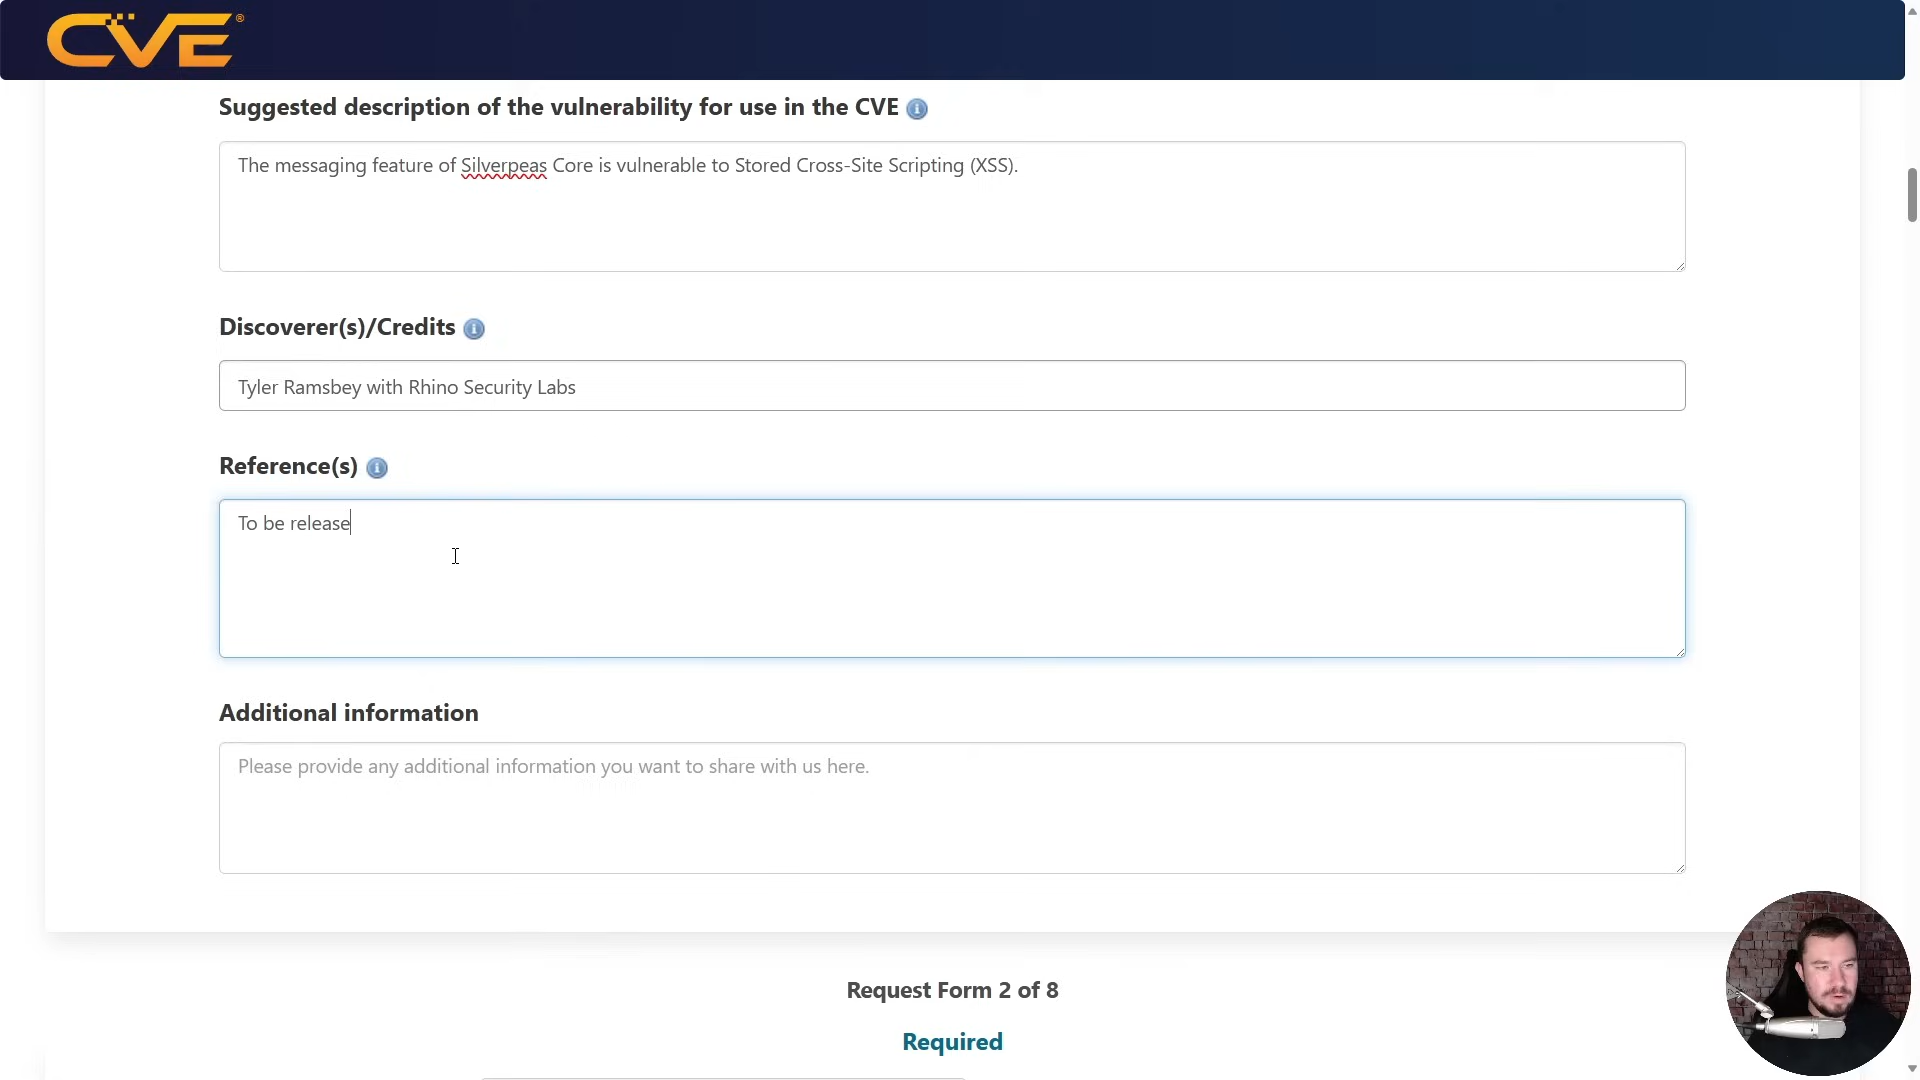 CVE®
Suggested description of the vulnerability for use in the CVE
The messaging feature of Silverpeas Core is vulnerable to Stored Cross-Site Scripting (XSS).
Discoverer(s)/Credits
Tyler Ramsbey with Rhino Security Labs
Reference(s)
To be release
Additional information
Please provide any additional information you want to share with us here.
Request Form 2 of 8
Required